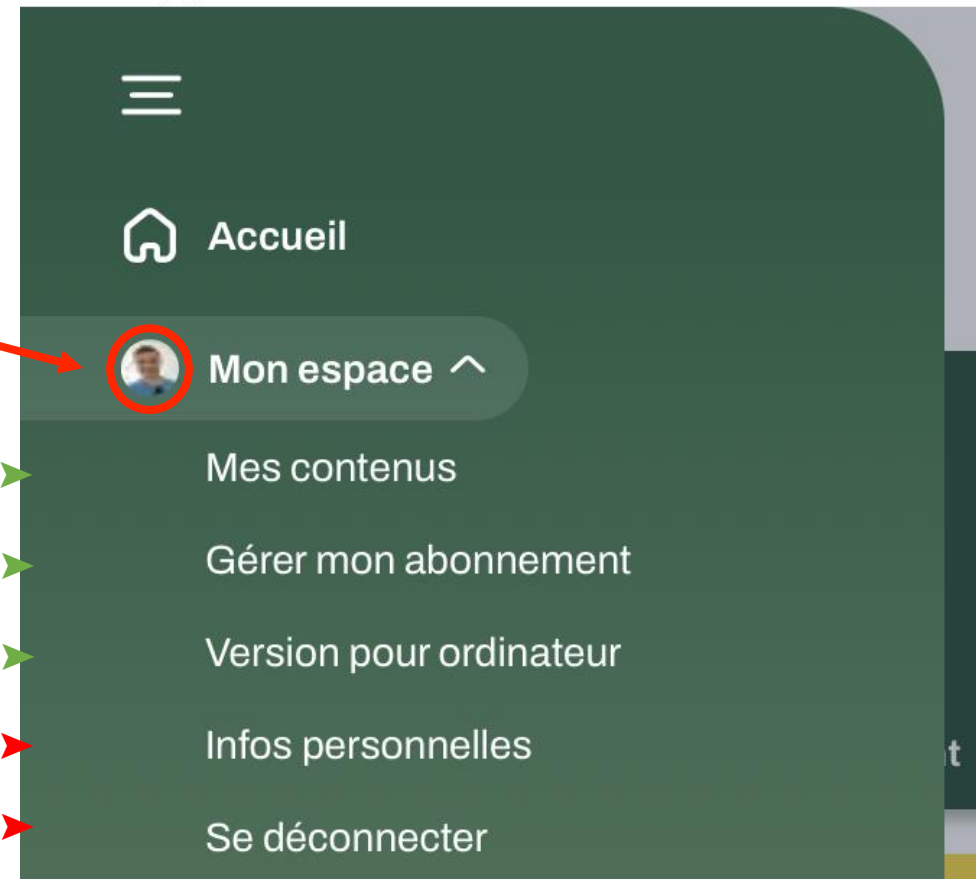 Accueil
Mon espace
Mes contenus
Gérer mon abonnement
Version pour ordinateur
Infos personnelles
t
Se déconnecter